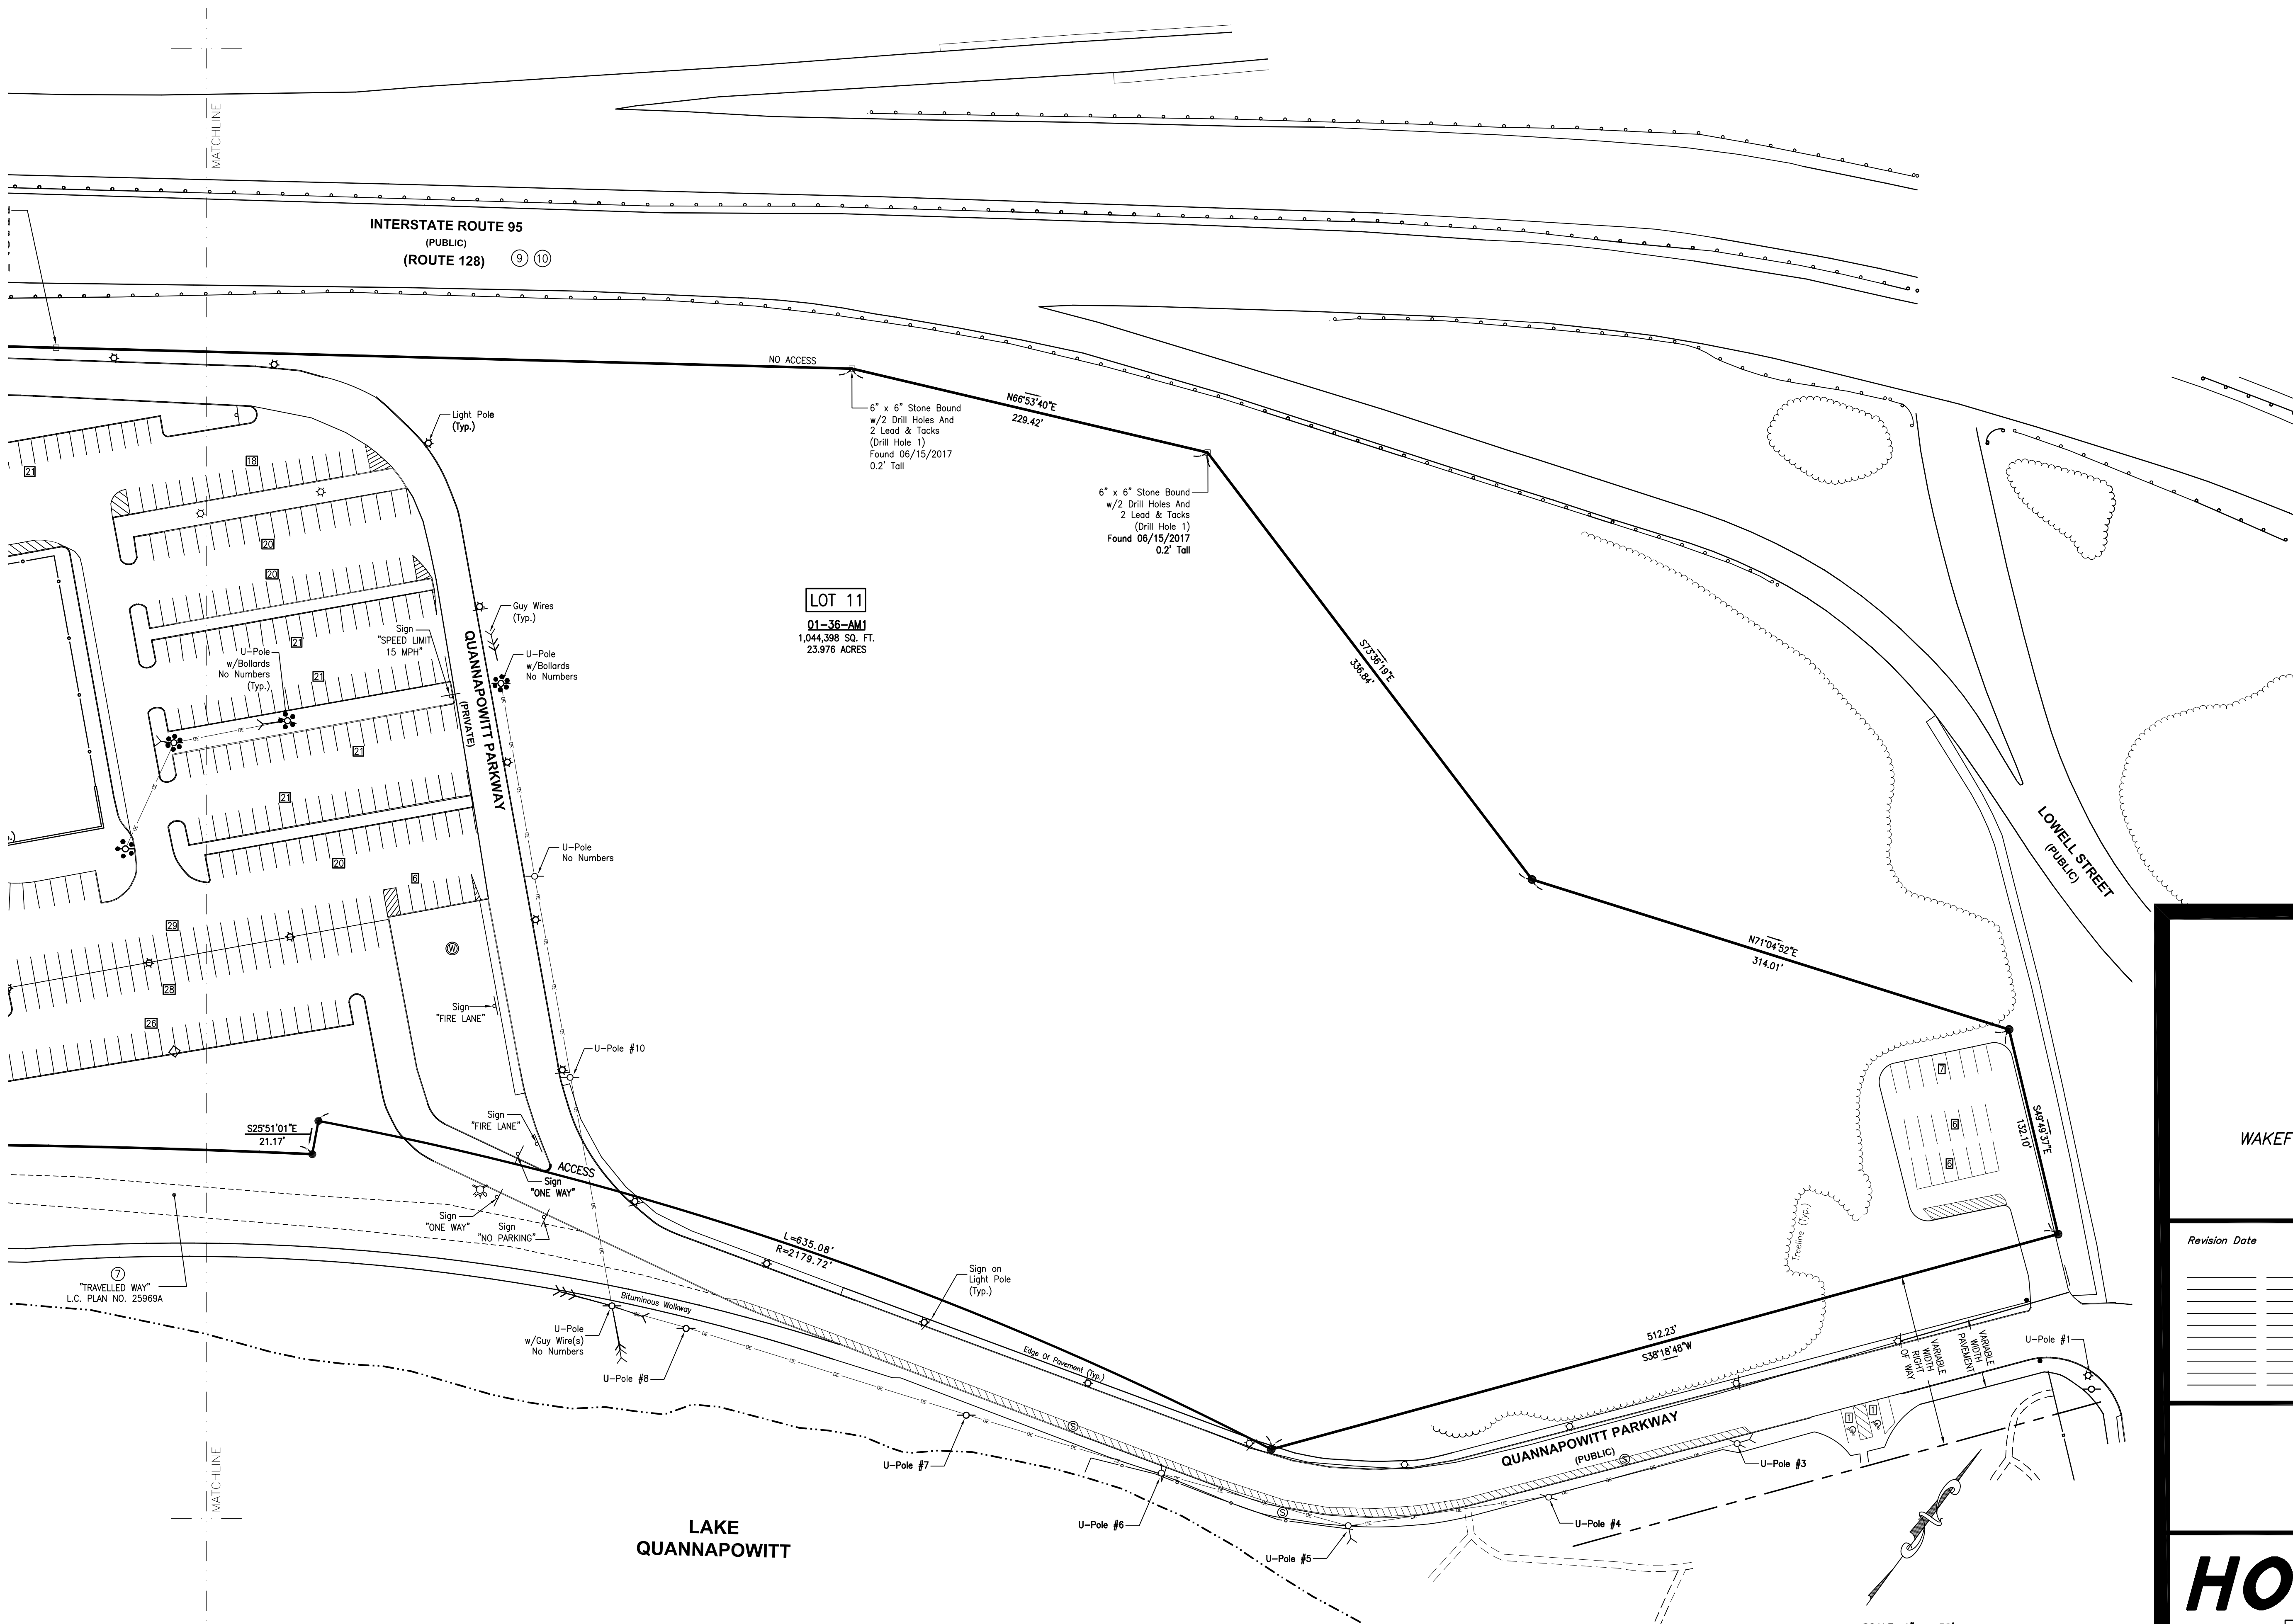 MATCHLINE
INTERSTATE ROUTE 95
(PUBLIC)
(ROUTE 128)
9 10
NO ACCESS
N66°53'40"E
229.42'
6" x 6" Stone Bound
w/2 Drill Holes And
2 Lead & Tacks
(Drill Hole 1)
Found 06/15/2017
0.2' Tall
6" x 6" Stone Bound
w/2 Drill Holes And
2 Lead & Tacks
(Drill Hole 1)
Found 06/15/2017
0.2' Tall
Light Pole
(Typ.)
21
18
20
20
21
21
21
21
20
6
29
28
26
Sign
"SPEED LIMIT
15 MPH"
U-Pole
w/Bollards
No Numbers
(Typ.)
Guy Wires
(Typ.)
U-Pole
w/Bollards
No Numbers
QUANNAPOWITT PARKWAY
(PRIVATE)
LOT 11
01-36-AM1
1,044,398 SQ. FT.
23.976 ACRES
S73°36'19"E
336.84'
N71°04'52"E
314.01'
LOWELL STREET
(PUBLIC)
U-Pole
No Numbers
W
Sign
"FIRE LANE"
U-Pole #10
Sign
"FIRE LANE"
S25°51'01"E
21.17'
ACCESS
Sign
"ONE WAY"
Sign
"ONE WAY"
Sign
"NO PARKING"
7
"TRAVELLED WAY"
L.C. PLAN NO. 25969A
L=635.08'
R=2179.72'
Sign on
Light Pole
(Typ.)
Bituminous Walkway
U-Pole
w/Guy Wire(s)
No Numbers
U-Pole #8
Edge Of Pavement (Typ.)
U-Pole #7
U-Pole #6
U-Pole #5
U-Pole #4
U-Pole #3
U-Pole #1
S
S
S
7
6
6
S49°49'37"E
132.10'
Treeline (Typ.)
512.23'
S38°18'48"W
VARIABLE
WIDTH
RIGHT
OF WAY
VARIABLE
WIDTH
PAVEMENT
1
1
QUANNAPOWITT PARKWAY
(PUBLIC)
MATCHLINE
LAKE
QUANNAPOWITT
WAKEF
Revision Date
HO